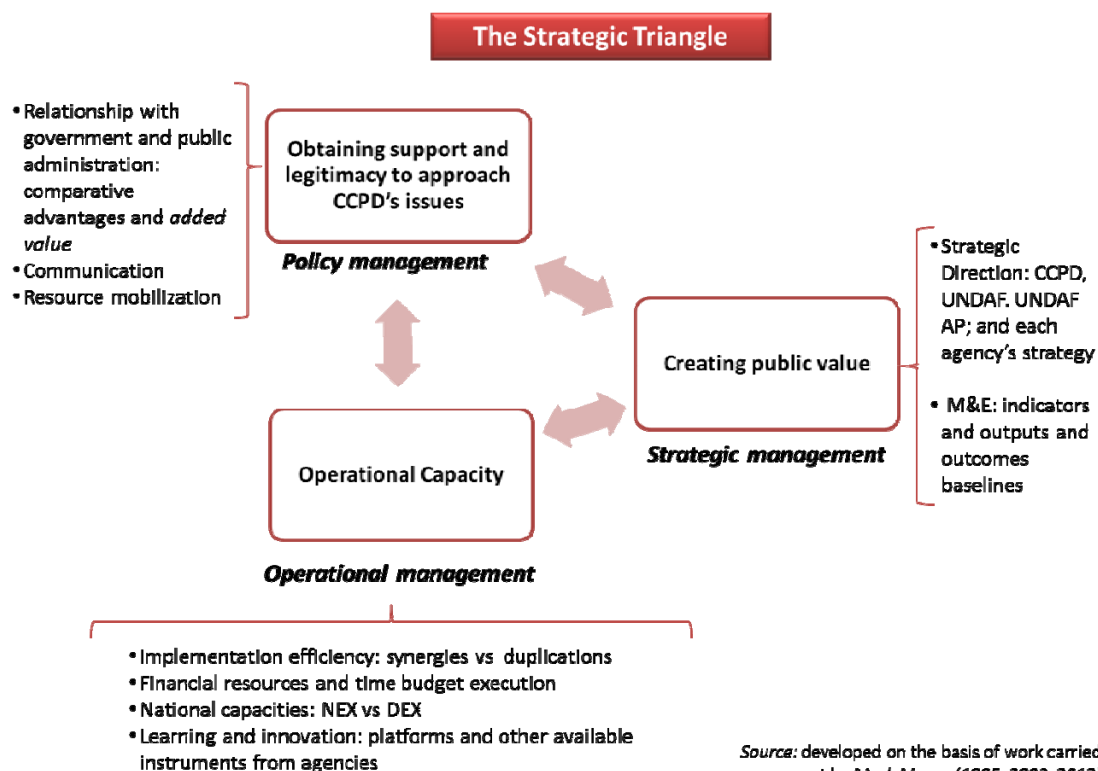 The Strategic Triangle
•Relationship with
government and public
administration:
comparative
advantages and added
value
•Communication
•Resource mobilization
Obtaining support and
legitimacy to approach
CCPD's issues
Policy management
Creating public value
Strategic management
•Strategic
Direction: CCPD,
UNDAF. UNDAF
AP; and each
agency's strategy
• M&E: indicators
and outputs and
outcomes
baselines
Operational Capacity
Operational management
•Implementation efficiency: synergies vs duplications
•Financial resources and time budget execution
•National capacities: NEX vs DEX
•Learning and innovation: platforms and other available
instruments from agencies
Source: developed on the basis of work carried